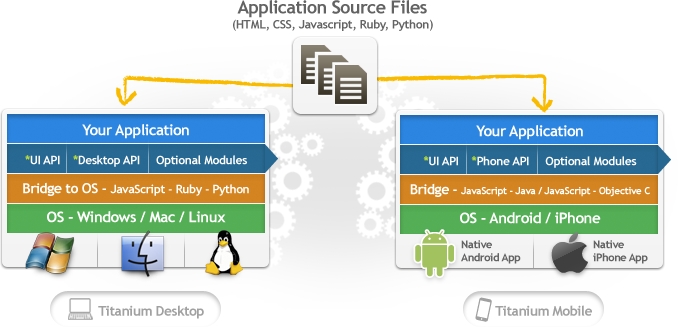 Application Source Files
(HTML, CSS, Javascript, Ruby, Python)
Your Application
*UI API *Desktop API Optional Modules
Bridge to OS - JavaScript - Ruby - Python
OS - Windows / Mac / Linux
Titanium Desktop
Your Application
*UI API *Phone API Optional Modules
Bridge - JavaScript - Java / JavaScript - Objective C
OS - Android / iPhone
Native
Android App
Native
iPhone App
Titanium Mobile